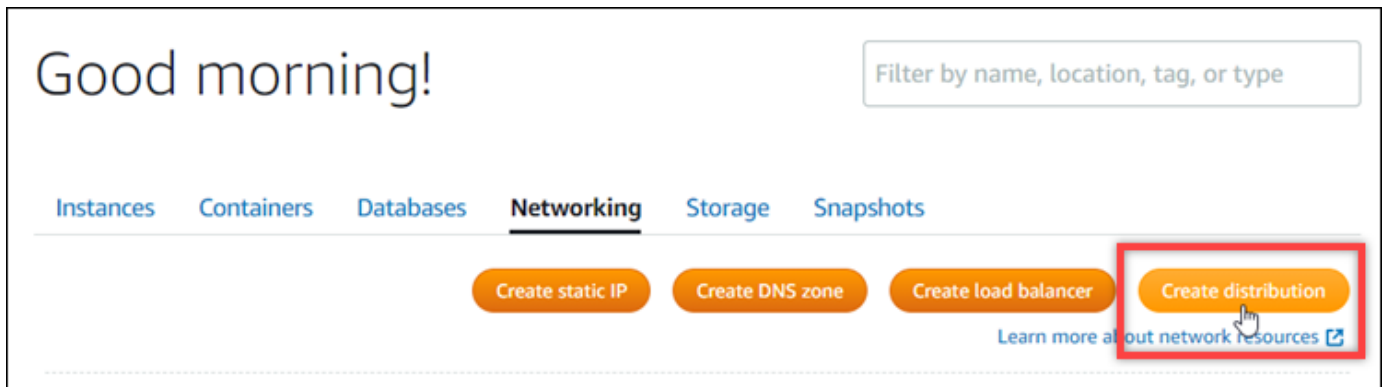 Good morning!
Filter by name, location, tag, or type
Instances Containers Databases Networking Storage Snapshots
Create static IP Create DNS zone Create load balancer Create distribution
Learn more about network resources